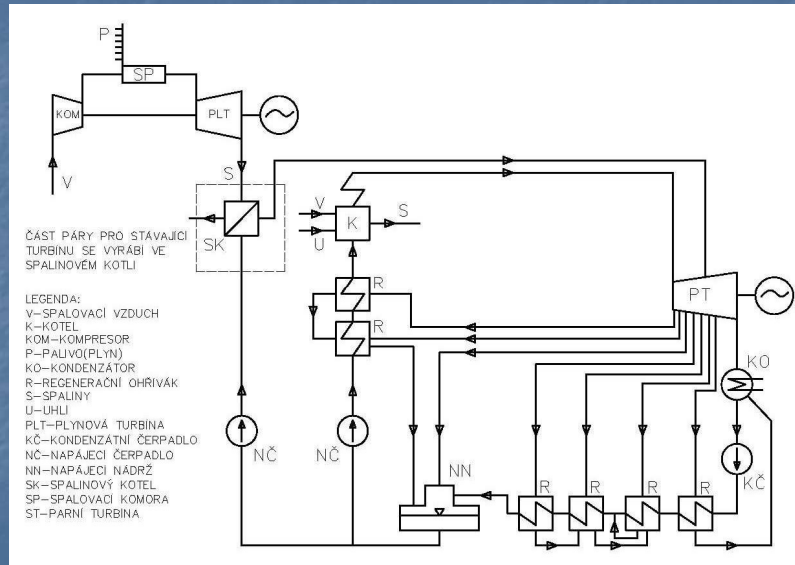 P
SP
KOM
PLT
V
S
SK
V
U
K
S
PT
R
R
KO
NČ
NČ
KČ
NN
R
R
R
R
ČÁST PÁRY PRO STÁVAJÍCÍ
TURBÍNU SE VYRÁBÍ VE
SPALINOVÉM KOTLI
LEGENDA:
V–SPALOVACÍ VZDUCH
K–KOTEL
KOM–KOMPRESOR
P–PALIVO(PLYN)
KO–KONDENZÁTOR
R–REGENERAČNÍ OHŘÍVÁK
S–SPALINY
U–UHLÍ
PLT–PLYNOVÁ TURBÍNA
KČ–KONDENZÁTNÍ ČERPADLO
NČ–NAPÁJECÍ ČERPADLO
NN–NAPÁJECÍ NÁDRŽ
SK–SPALINOVÝ KOTEL
SP–SPALOVACÍ KOMORA
ST–PARNÍ TURBÍNA